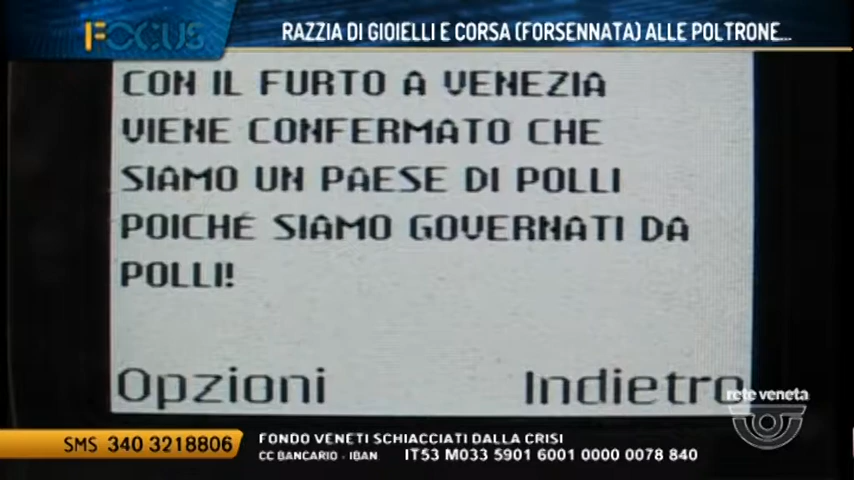 FOCUS
RAZZIA DI GIOIELLI E CORSA (FORSENNATA) ALLE POLTRONE...
CON IL FURTO A VENEZIA
VIENE CONFERMATO CHE
SIAMO UN PAESE DI POLLI
POICHÉ SIAMO GOVERNATI DA
POLLI!
Opzioni Indietro
rete veneta
SMS 340 3218806
FONDO VENETI SCHIACCIATI DALLA CRISI
CC BANCARIO - IBAN IT53 M033 5901 6001 0000 0078 840